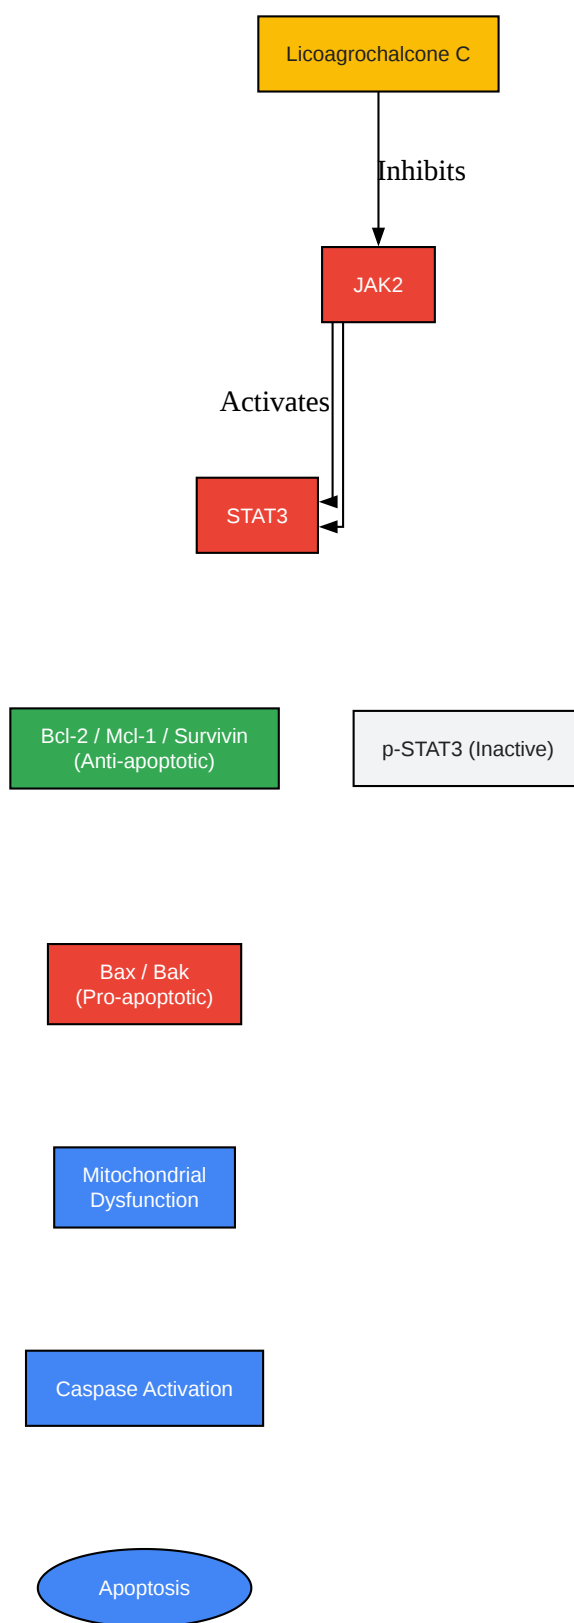 Licoagrochalcone C
Inhibits
JAK2
Activates
STAT3
Bcl-2 / Mcl-1 / Survivin
(Anti-apoptotic)
p-STAT3 (Inactive)
Bax / Bak
(Pro-apoptotic)
Mitochondrial
Dysfunction
Caspase Activation
Apoptosis